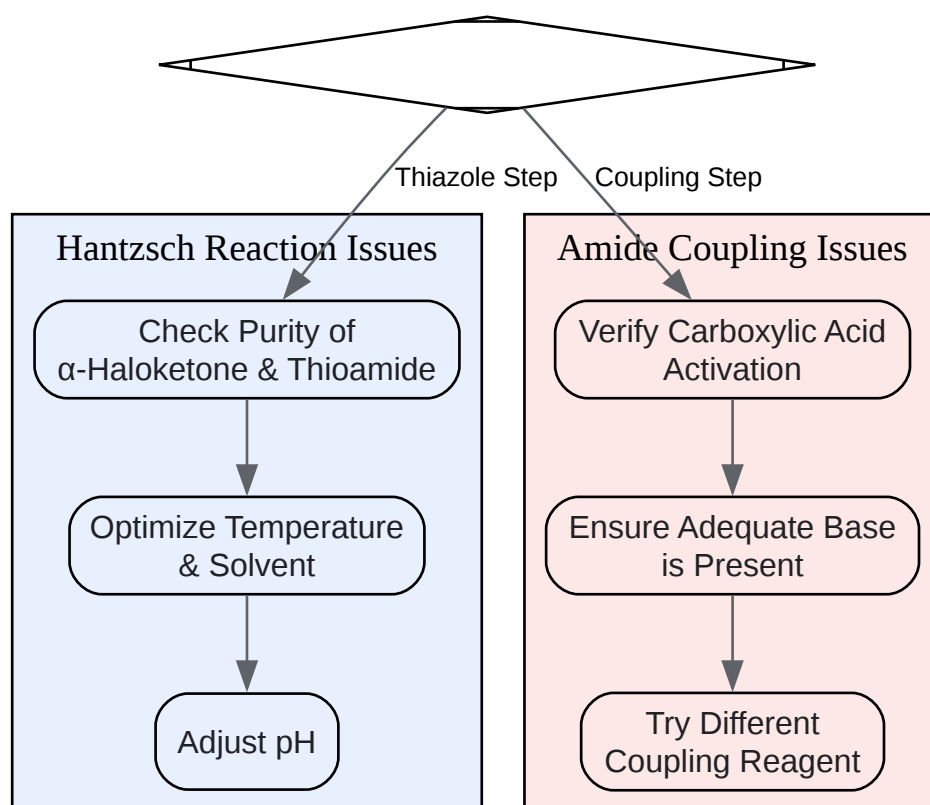 Thiazole Step
Coupling Step
Hantzsch Reaction Issues
Check Purity of
α-Haloketone & Thioamide
Optimize Temperature
& Solvent
Adjust pH
Amide Coupling Issues
Verify Carboxylic Acid
Activation
Ensure Adequate Base
is Present
Try Different
Coupling Reagent